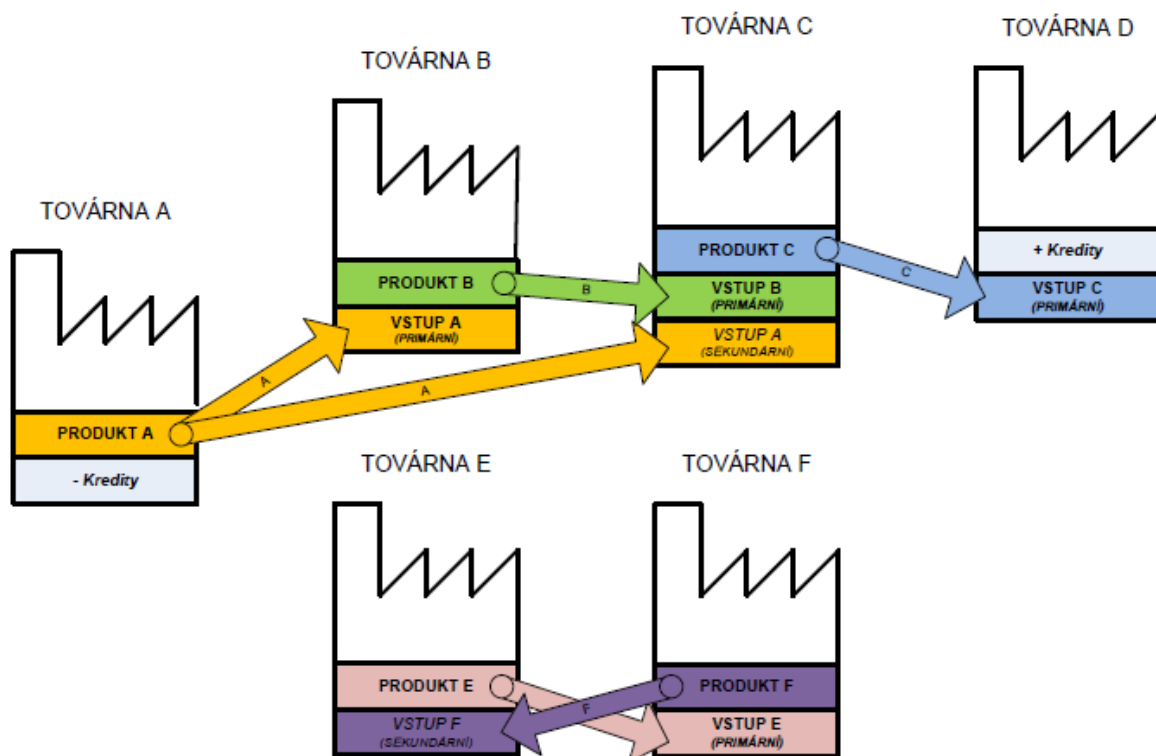 TOVÁRNA C
TOVÁRNA D
TOVÁRNA B
TOVÁRNA A
PRODUKT C
+ Kredity
C
PRODUKT B
B
VSTUP B
(PRIMÁRNÍ)
VSTUP C
(PRIMÁRNÍ)
VSTUP A
(PRIMÁRNÍ)
VSTUP A
(SEKUNDÁRNÍ)
A
A
PRODUKT A
- Kredity
TOVÁRNA E
TOVÁRNA F
PRODUKT E
PRODUKT F
F
VSTUP F
(SEKUNDÁRNÍ)
VSTUP E
(PRIMÁRNÍ)